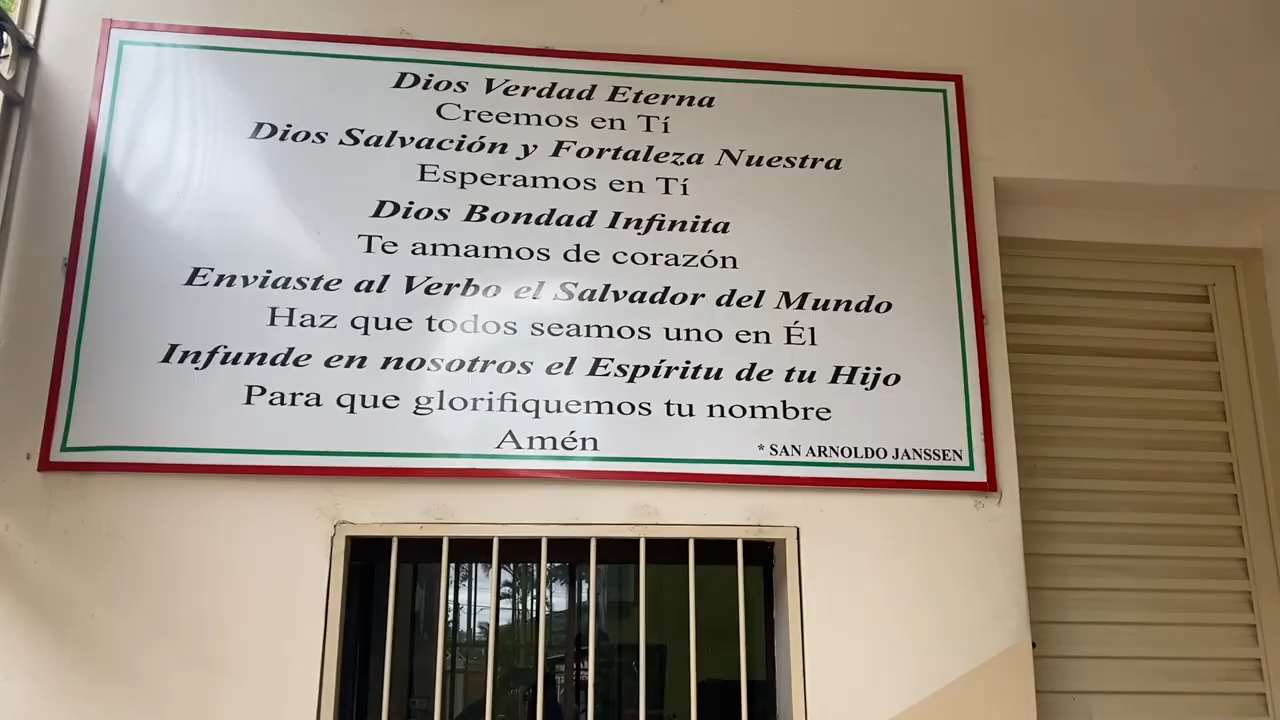 Dios Verdad Eterna
Creemos en Tí
Dios Salvación y Fortaleza Nuestra
Esperamos en Tí
Dios Bondad Infinita
Te amamos de corazón
Enviaste al Verbo el Salvador del Mundo
Haz que todos seamos uno en Él
Infunde en nosotros el Espíritu de tu Hijo
Para que glorifiquemos tu nombre
Amén
* SAN ARNOLDO JANSSEN